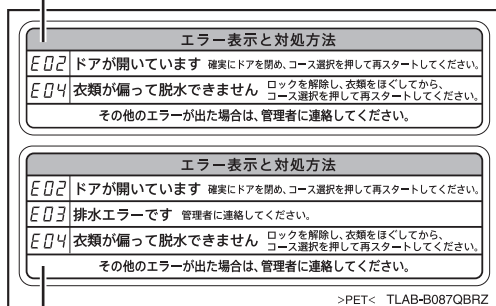 エラー表示と対処方法
E02 ドアが開いています 確実にドアを閉め、コース選択を押して再スタートしてください。
E04 衣類が偏って脱水できません ロックを解除し、衣類をほぐしてから、
コース選択を押して再スタートしてください。
その他のエラーが出た場合は、管理者に連絡してください。
エラー表示と対処方法
E02 ドアが開いています 確実にドアを閉め、コース選択を押して再スタートしてください。
E03 排水エラーです 管理者に連絡してください。
E04 衣類が偏って脱水できません ロックを解除し、衣類をほぐしてから、
コース選択を押して再スタートしてください。
その他のエラーが出た場合は、管理者に連絡してください。
>PET< TLAB-B087QBRZ